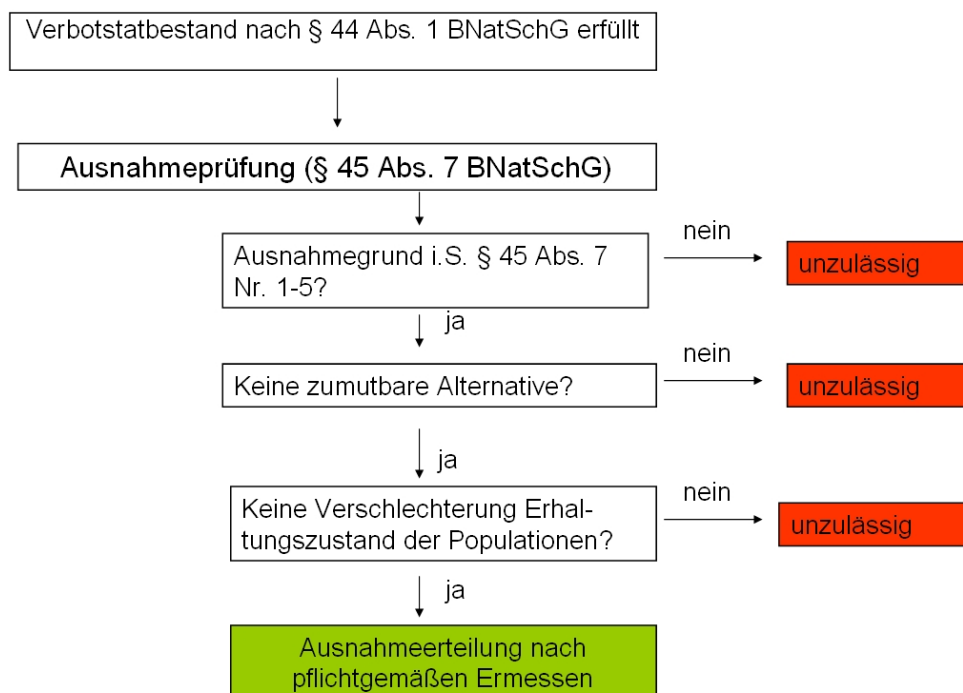 Verbotstatbestand nach § 44 Abs. 1 BNatSchG erfüllt
Ausnahmeprüfung (§ 45 Abs. 7 BNatSchG)
Ausnahmegrund i.S. § 45 Abs. 7
Nr. 1-5?
nein
unzulässig
ja
Keine zumutbare Alternative?
nein
unzulässig
ja
Keine Verschlechterung Erhal-
tungszustand der Populationen?
nein
unzulässig
ja
Ausnahmeerteilung nach
pflichtgemäßen Ermessen